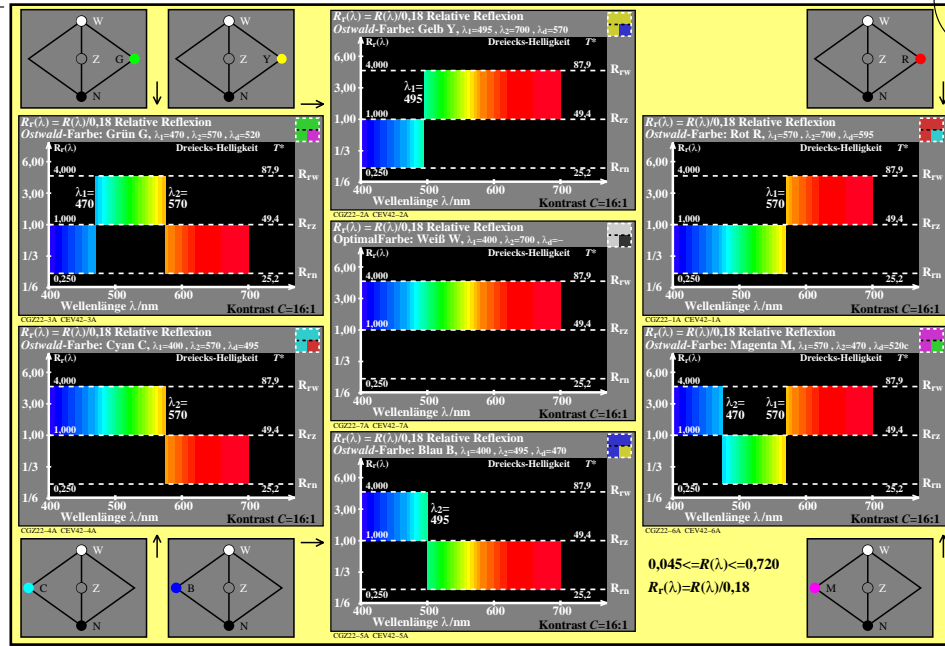 W
Z
G
N
W
Z
Y
N
Rr(λ) = R(λ)/0,18 Relative Reflexion
Ostwald-Farbe: Gelb Y, λ1=495, λ2=700, λd=570
Rr(λ) Dreiecks-Helligkeit T*
6,00
4,000 87,9 Rrw
3,00
λ1=
495
1,00
1,000 49,4 Rrz
1/3
0,250 25,2 Rrn
1/6
400 500 600 700
Wellenlänge λ/nm Kontrast C=16:1
CGZ22-2A CEV42-2A
W
Z
R
N
Rr(λ) = R(λ)/0,18 Relative Reflexion
Ostwald-Farbe: Grün G, λ1=470, λ2=570, λd=520
Rr(λ) Dreiecks-Helligkeit T*
6,00
4,000 87,9 Rrw
λ1= λ2=
470 570
3,00
1,00
1,000 49,4 Rrz
1/3
0,250 25,2 Rrn
1/6
400 500 600 700
Wellenlänge λ/nm Kontrast C=16:1
CGZ22-3A CEV42-3A
Rr(λ) = R(λ)/0,18 Relative Reflexion
OptimalFarbe: Weiß W, λ1=400 , λ2=700 , λd=–
Rr(λ) Dreiecks-Helligkeit T*
6,00
4,000 87,9 Rrw
3,00
1,00
1,000 49,4 Rrz
1/3
0,250 25,2 Rrn
1/6
400 500 600 700
Wellenlänge λ/nm Kontrast C=16:1
CGZ22-7A CEV42-7A
Rr(λ) = R(λ)/0,18 Relative Reflexion
Ostwald-Farbe: Rot R, λ1=570 , λ2=700 , λd=595
Rr(λ) Dreiecks-Helligkeit T*
6,00
4,000 87,9 Rrw
λ1=
570
3,00
1,00
1,000 49,4 Rrz
1/3
0,250 25,2 Rrn
1/6
400 500 600 700
Wellenlänge λ/nm Kontrast C=16:1
CGZ22-1A CEV42-1A
Rr(λ) = R(λ)/0,18 Relative Reflexion
Ostwald-Farbe: Cyan C, λ1=400 , λ2=570 , λd=495
Rr(λ) Dreiecks-Helligkeit T*
6,00
4,000 87,9 Rrw
λ2=
570
3,00
1,00
1,000 49,4 Rrz
1/3
0,250 25,2 Rrn
1/6
400 500 600 700
Wellenlänge λ/nm Kontrast C=16:1
CGZ22-4A CEV42-4A
Rr(λ) = R(λ)/0,18 Relative Reflexion
Ostwald-Farbe: Blau B, λ1=400 , λ2=495 , λd=470
Rr(λ) Dreiecks-Helligkeit T*
6,00
4,000 87,9 Rrw
λ2=
495
3,00
1,00
1,000 49,4 Rrz
1/3
0,250 25,2 Rrn
1/6
400 500 600 700
Wellenlänge λ/nm Kontrast C=16:1
CGZ22-5A CEV42-5A
Rr(λ) = R(λ)/0,18 Relative Reflexion
Ostwald-Farbe: Magenta M, λ1=570 , λ2=470 , λd=520c
Rr(λ) Dreiecks-Helligkeit T*
6,00
4,000 87,9 Rrw
λ2= λ1=
470 570
3,00
1,00
1,000 49,4 Rrz
1/3
0,250 25,2 Rrn
1/6
400 500 600 700
Wellenlänge λ/nm Kontrast C=16:1
CGZ22-6A CEV42-6A
W
C
Z
N
W
B
Z
N
0,045<=R(λ)<=0,720
Rr(λ)=R(λ)/0,18
W
M
Z
N